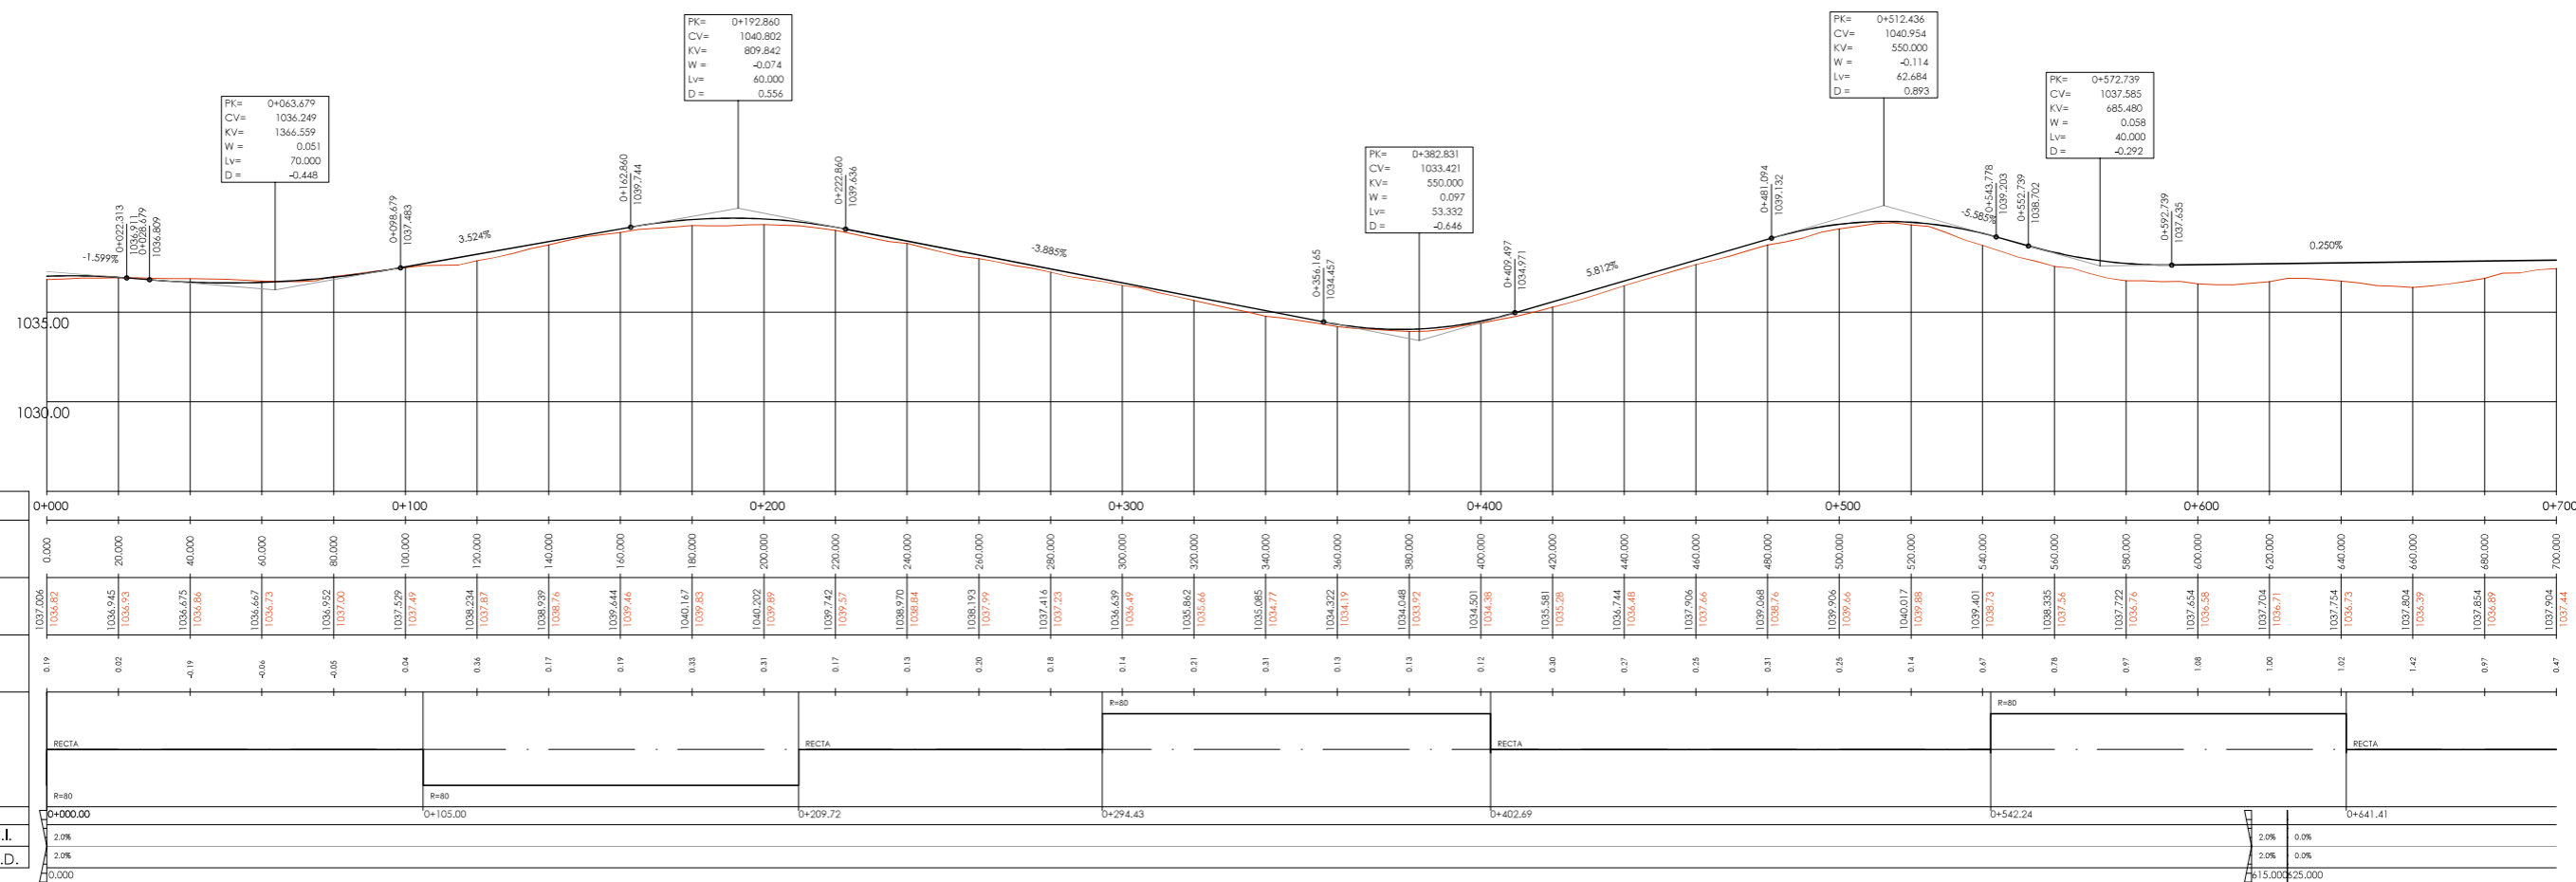 PK= 0+192.860
CV= 1040.802
KV= 809.842
W = -0.074
Lv= 60.000
D = 0.556
PK= 0+512.436
CV= 1040.954
KV= 550.000
W = -0.114
Lv= 62.684
D = 0.893
PK= 0+572.739
CV= 1037.585
KV= 685.480
W = 0.058
Lv= 40.000
D = -0.292
PK= 0+063.679
CV= 1036.249
KV= 1366.559
W = 0.051
Lv= 70.000
D = -0.448
PK= 0+382.831
CV= 1033.421
KV= 550.000
W = 0.097
Lv= 53.332
D = -0.646
-1.599%
0+022.313
1036.911
0+028.679
1036.809
0+098.679
1037.483
3.524%
0+162.860
1039.744
0+222.860
1039.636
-3.885%
0+356.165
1034.457
0+409.497
1034.971
5.812%
0+481.094
1039.132
-5.585%
0+543.778
1039.203
0+552.739
1038.702
0+592.739
1037.635
0.250%
1035.00
1030.00
0+000 0+100 0+200 0+300 0+400 0+500 0+600 0+700
0.000 20.000 40.000 60.000 80.000 100.000 120.000 140.000 160.000 180.000 200.000 220.000 240.000 260.000 280.000 300.000 320.000 340.000 360.000 380.000 400.000 420.000 440.000 460.000 480.000 500.000 520.000 540.000 560.000 580.000 600.000 620.000 640.000 660.000 680.000 700.000
1037.006 1036.945 1036.675 1036.667 1036.952 1037.529 1038.234 1038.939 1039.644 1040.167 1040.202 1039.742 1038.970 1038.193 1037.416 1036.639 1035.862 1035.085 1034.322 1034.048 1034.501 1035.581 1036.744 1037.906 1039.068 1039.906 1040.017 1039.401 1038.335 1037.722 1037.654 1037.704 1037.754 1037.804 1037.854 1037.904
1036.82 1036.93 1036.86 1036.73 1037.00 1037.49 1037.87 1038.76 1039.46 1039.83 1039.89 1039.57 1038.84 1037.99 1037.23 1036.49 1035.66 1034.77 1034.19 1033.92 1034.38 1035.28 1036.48 1037.66 1038.76 1039.66 1039.88 1038.73 1037.56 1036.76 1036.58 1036.71 1036.73 1036.39 1036.89 1037.44
0.19 0.02 -0.19 -0.06 -0.05 0.04 0.36 0.17 0.19 0.33 0.31 0.17 0.13 0.20 0.18 0.14 0.21 0.31 0.13 0.13 0.12 0.30 0.27 0.25 0.31 0.25 0.14 0.67 0.78 0.97 1.08 1.00 1.02 1.42 0.97 0.47
R=80 R=80
RECTA RECTA RECTA RECTA
R=80 R=80
0+000.00 0+105.00 0+209.72 0+294.43 0+402.69 0+542.24 0+641.41
.I. 2.0% 2.0% 0.0%
.D. 2.0% 2.0% 0.0%
0.000 615.000 625.000